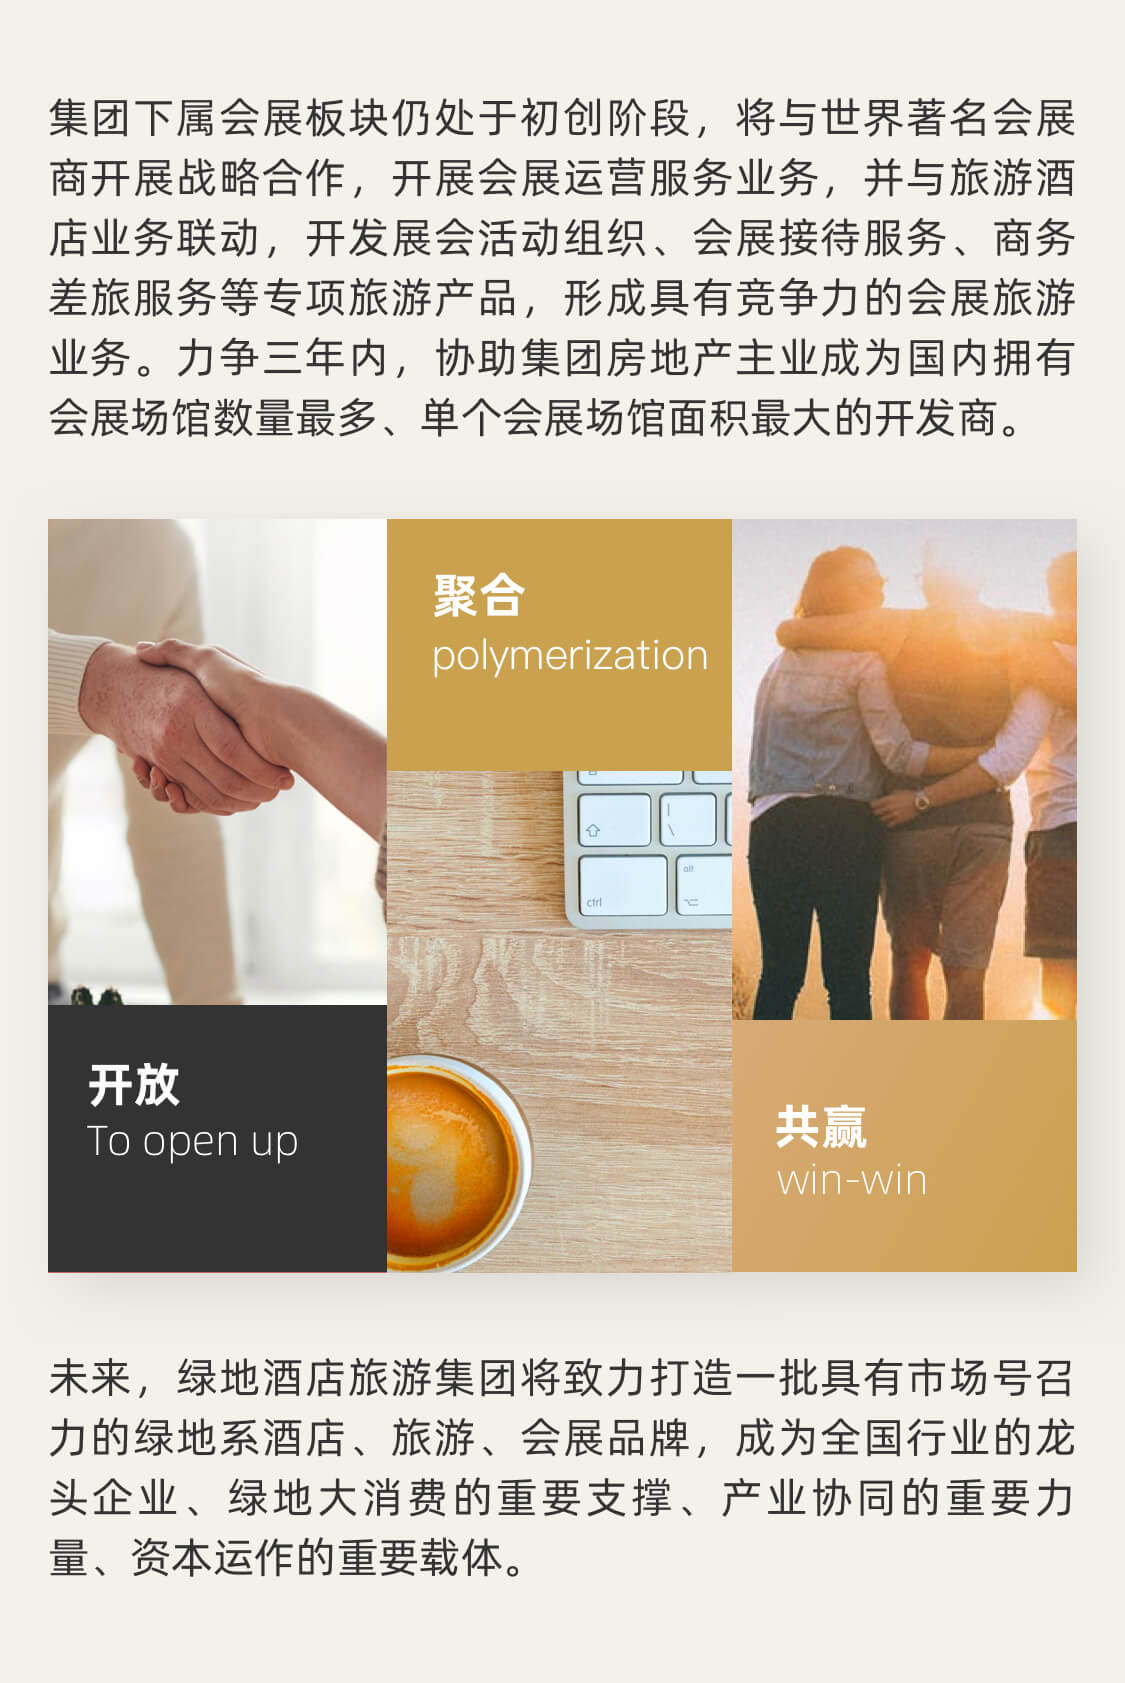 集团下属会展板块仍处于初创阶段，将与世界著名会展
商开展战略合作，开展会展运营服务业务，并与旅游酒
店业务联动，开发展会活动组织、会展接待服务、商务
差旅服务等专项旅游产品，形成具有竞争力的会展旅游
业务。力争三年内，协助集团房地产主业成为国内拥有
会展场馆数量最多、单个会展场馆面积最大的开发商。
聚合
polymerization
|
\
alt
ctrl
开放
To open up
共赢
win-win
未来，绿地酒店旅游集团将致力打造一批具有市场号召
力的绿地系酒店、旅游、会展品牌，成为全国行业的龙
头企业、绿地大消费的重要支撑、产业协同的重要力
量、资本运作的重要载体。